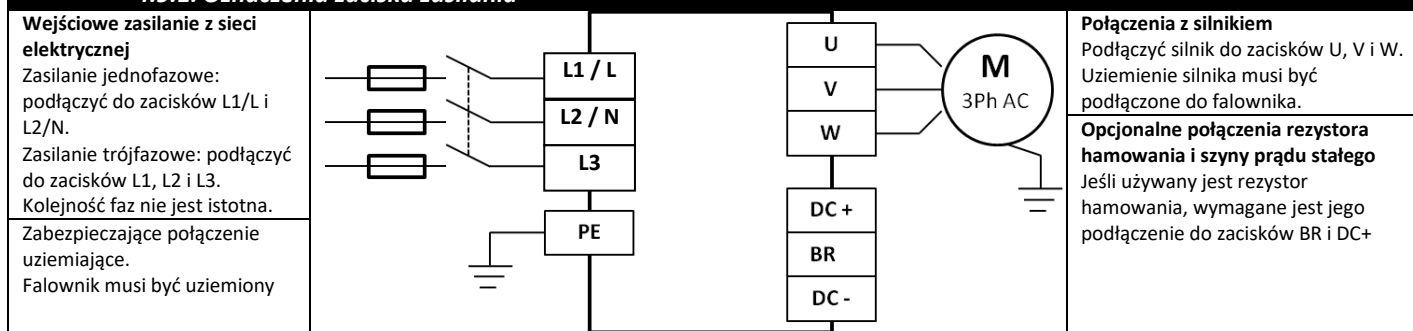 Wejściowe zasilanie z sieci
elektrycznej
Zasilanie jednofazowe:
podłączyć do zacisków L1/L i
L2/N.
Zasilanie trójfazowe: podłączyć
do zacisków L1, L2 i L3.
Kolejność faz nie jest istotna.
Zabezpieczające połączenie
uziemiające.
Falownik musi być uziemiony
L1 / L
L2 / N
L3
PE
U
V
W
DC +
BR
DC -
M
3Ph AC
Połączenia z silnikiem
Podłączyć silnik do zacisków U, V i W.
Uziemienie silnika musi być
podłączone do falownika.
Opcjonalne połączenia rezystora
hamowania i szyny prądu stałego
Jeśli używany jest rezystor
hamowania, wymagane jest jego
podłączenie do zacisków BR i DC+